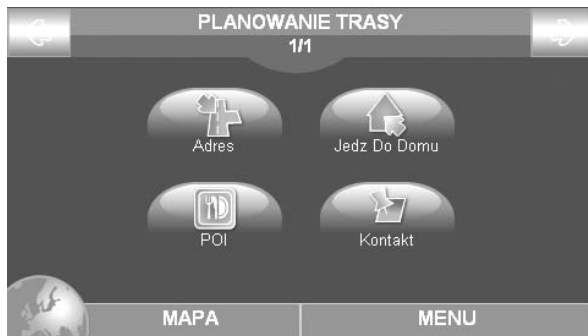 PLANOWANIE TRASY
1/1
Adres
Jedz Do Domu
POI
Kontakt
MAPA
MENU